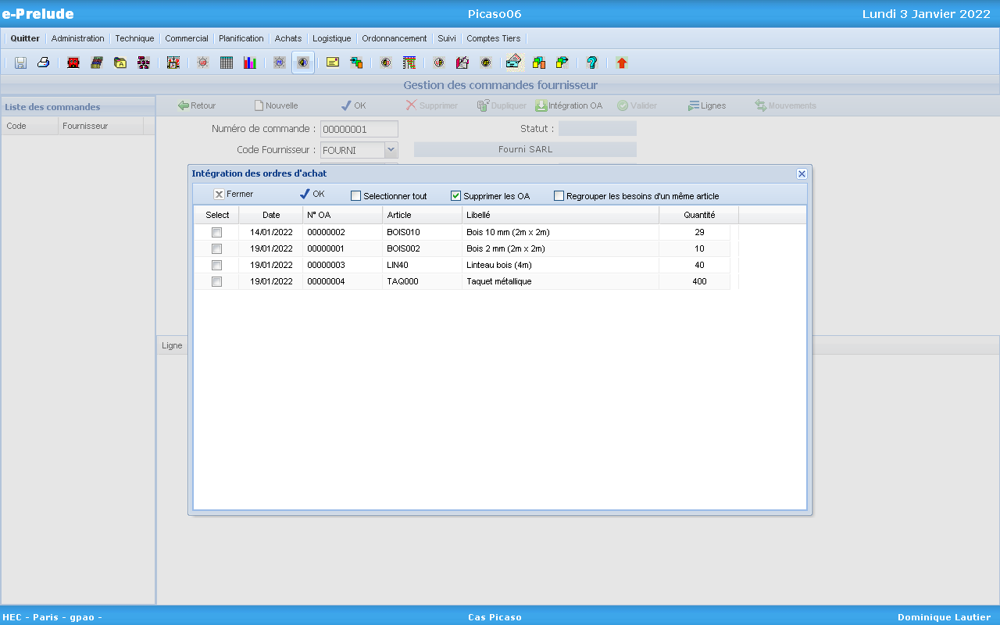 e-Prelude Picaso06 Lundi 3 Janvier 2022
Quitter Administration Technique Commercial Planification Achats Logistique Ordonnancement Suivi Comptes Tiers
Gestion des commandes fournisseur
Liste des commandes
Retour Nouvelle OK Supprimer Dupliquer Intégration OA Valider Lignes Mouvements
Code Fournisseur
Numéro de commande : 00000001 Statut :
Code Fournisseur : FOURNI Fourni SARL
Intégration des ordres d'achat
Fermer OK Selectionner tout Supprimer les OA Regrouper les besoins d'un même article
Select Date N° OA Article Libellé Quantité
14/01/2022 00000002 BOIS010 Bois 10 mm (2m x 2m) 29
19/01/2022 00000001 BOIS002 Bois 2 mm (2m x 2m) 10
19/01/2022 00000003 LIN40 Linteau bois (4m) 40
19/01/2022 00000004 TAQ000 Taquet métallique 400
Ligne
HEC - Paris - gpao - Cas Picaso Dominique Lautier